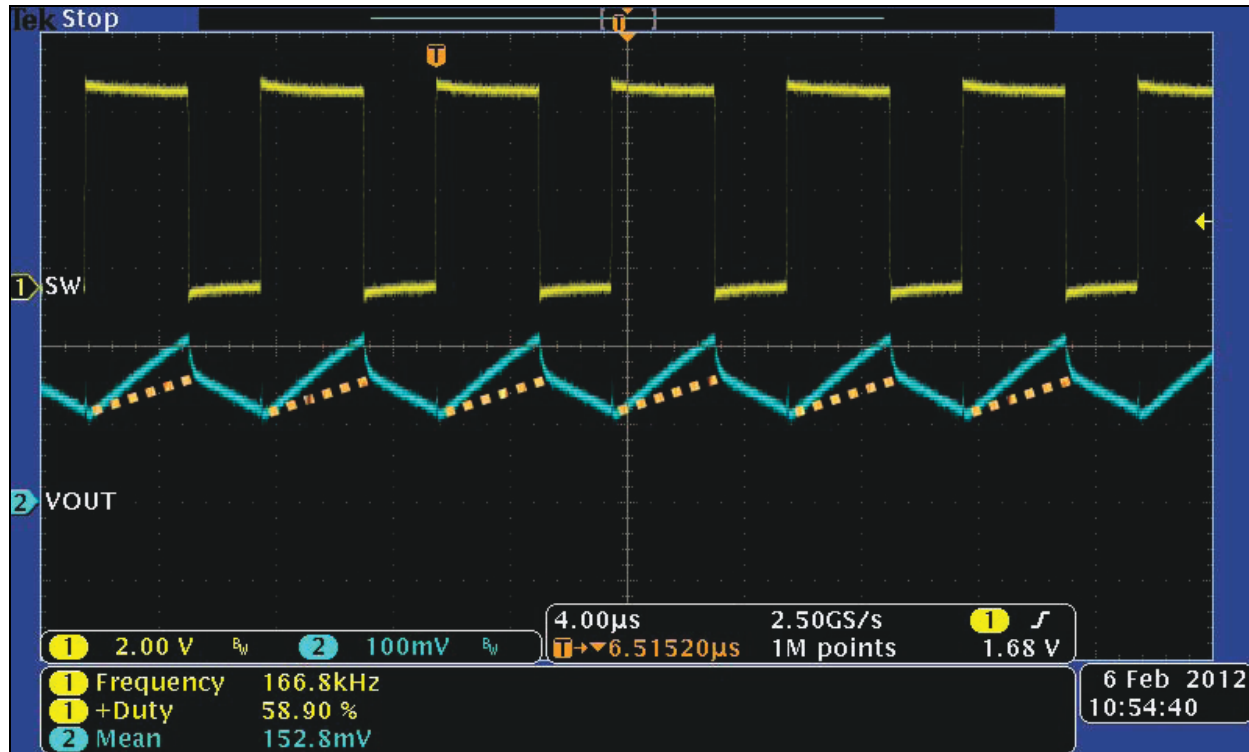 Tek Stop
T
T
1 SW
2 VOUT
1 2.00 V BW 2 100mV BW
4.00µs 2.50GS/s 1 ƒ
T→▼6.51520µs 1M points 1.68 V
1 Frequency 166.8kHz
1 +Duty 58.90 %
2 Mean 152.8mV
6 Feb 2012
10:54:40